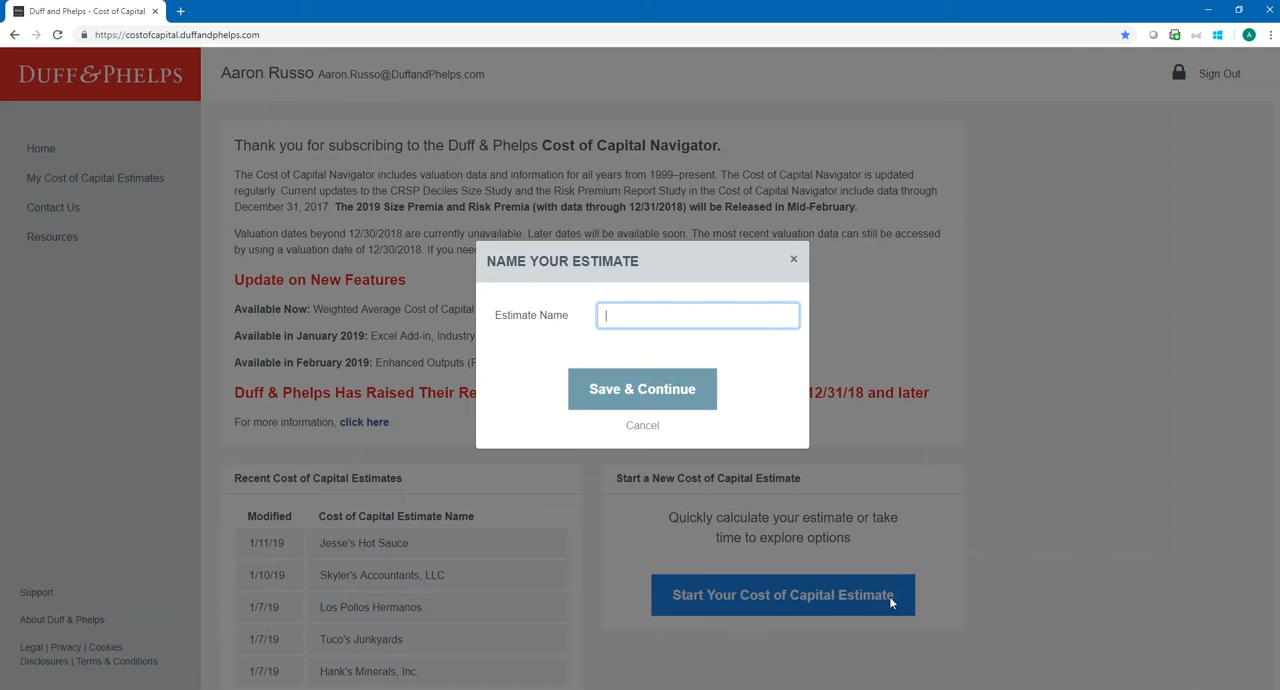 Duff and Phelps - Cost of Capital
https://costofcapital.duffandphelps.com
A
DUFF&PHELPS
Aaron Russo Aaron.Russo@DuffandPhelps.com
Sign Out
Home
My Cost of Capital Estimates
Contact Us
Resources
Support
About Duff & Phelps
Legal | Privacy | Cookies
Disclosures | Terms & Conditions
Thank you for subscribing to the Duff & Phelps Cost of Capital Navigator.
The Cost of Capital Navigator includes valuation data and information for all years from 1999–present. The Cost of Capital Navigator is updated
regularly. Current updates to the CRSP Deciles Size Study and the Risk Premium Report Study in the Cost of Capital Navigator include data through
December 31, 2017. The 2019 Size Premia and Risk Premia (with data through 12/31/2018) will be Released in Mid-February.
Valuation dates beyond 12/30/2018 are currently unavailable. Later dates will be available soon. The most recent valuation data can still be accessed
by using a valuation date of 12/30/2018. If you nee
Update on New Features
Available Now: Weighted Average Cost of Capital
Available in January 2019: Excel Add-in, Industry
Available in February 2019: Enhanced Outputs (
Duff & Phelps Has Raised Their Re 12/31/18 and later
For more information, click here.
NAME YOUR ESTIMATE
×
Estimate Name
Save & Continue
Cancel
Recent Cost of Capital Estimates
Modified Cost of Capital Estimate Name
1/11/19 Jesse's Hot Sauce
1/10/19 Skyler's Accountants, LLC
1/7/19 Los Pollos Hermanos
1/7/19 Tuco's Junkyards
1/7/19 Hank's Minerals, Inc.
Start a New Cost of Capital Estimate
Quickly calculate your estimate or take
time to explore options
Start Your Cost of Capital Estimate